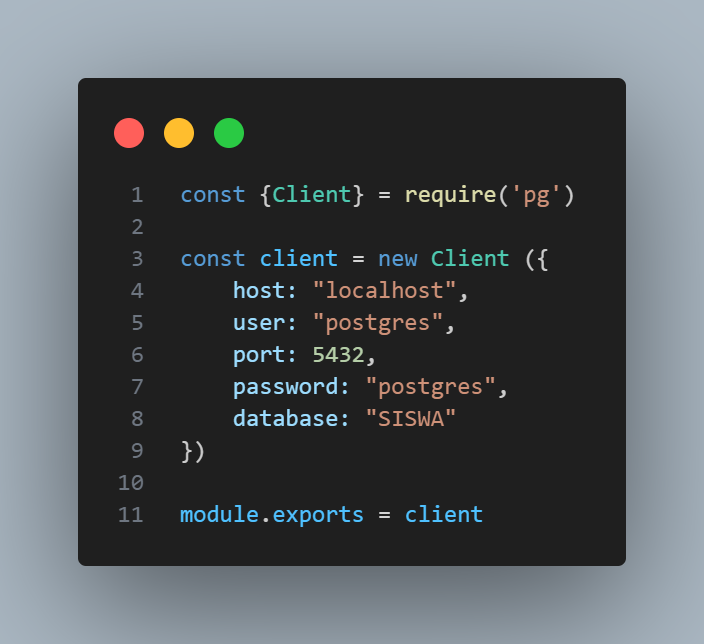 1 const {Client} = require('pg')
2
3 const client = new Client ({
4     host: "localhost",
5     user: "postgres",
6     port: 5432,
7     password: "postgres",
8     database: "SISWA"
9 })
10
11 module.exports = client